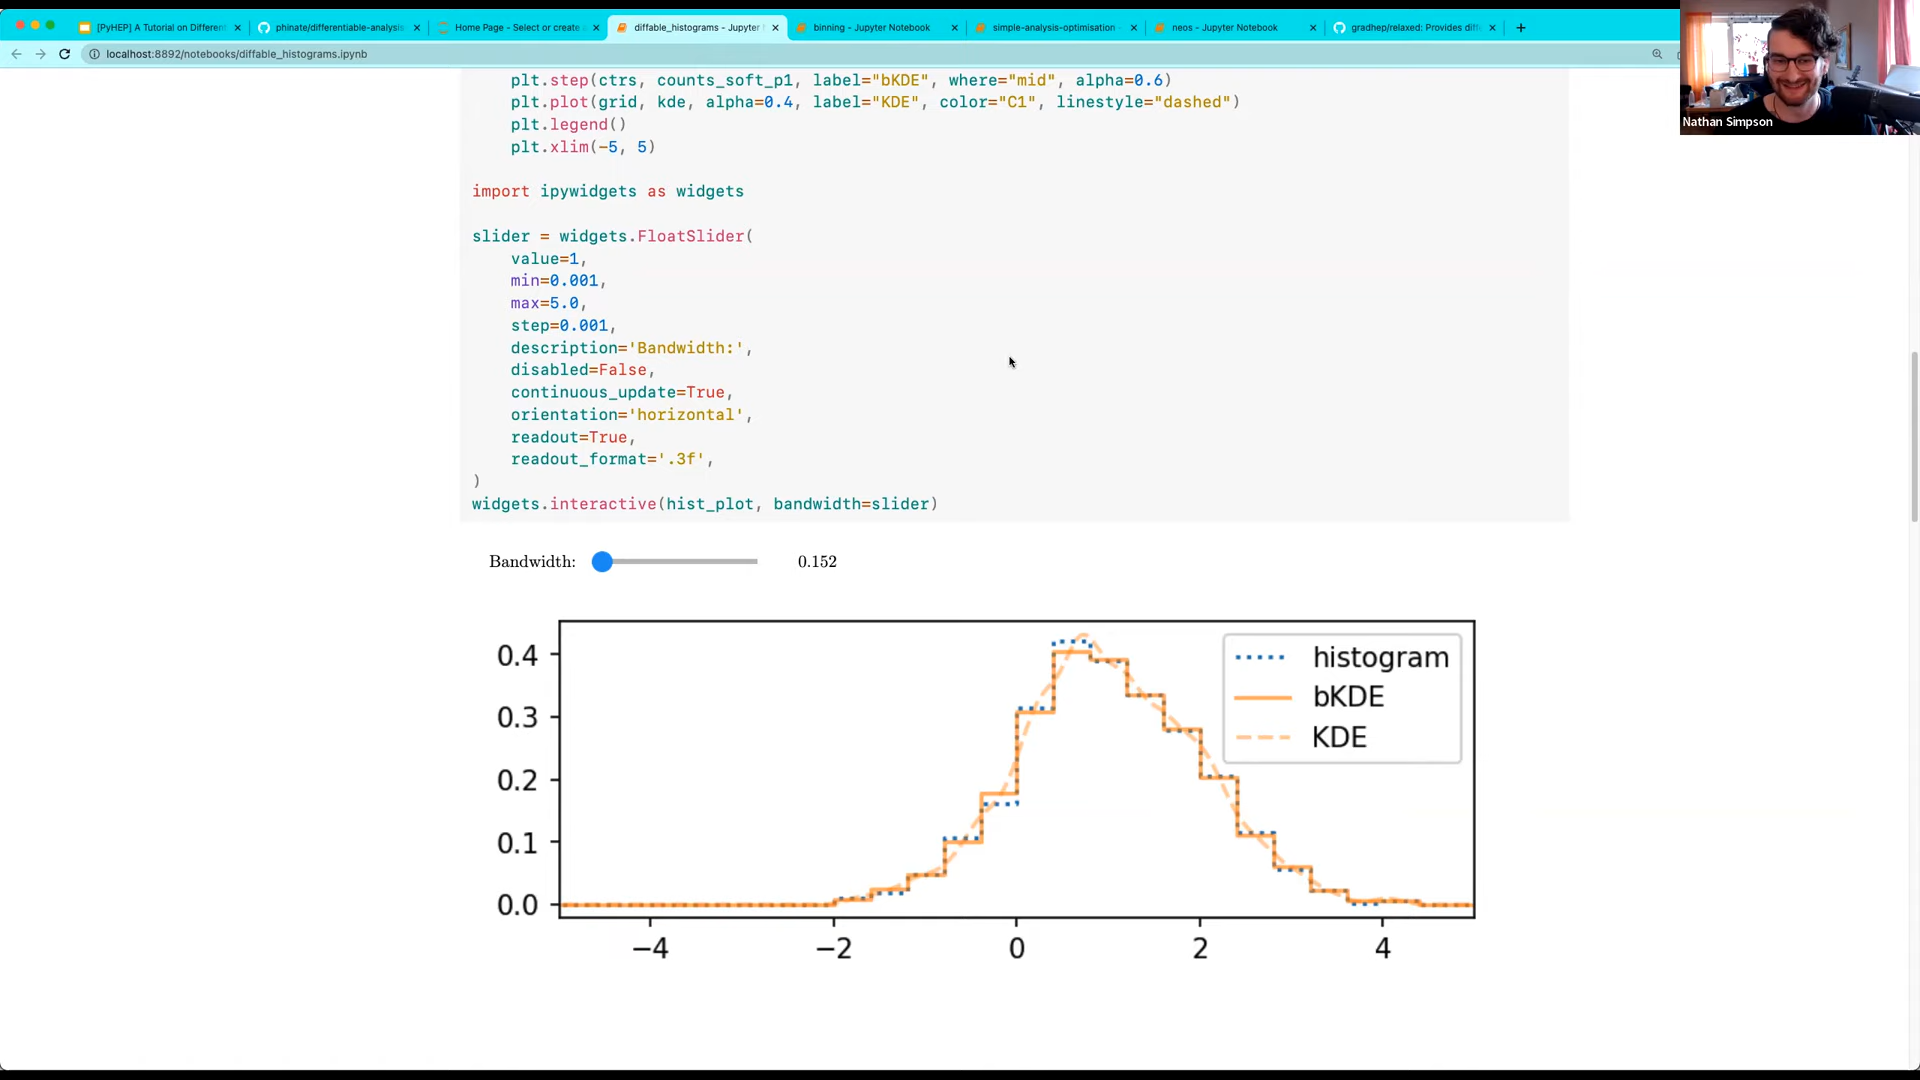 [PyHEP] A Tutorial on Different
phinate/differentiable-analysis
Home Page - Select or create a
diffable_histograms - Jupyter
binning - Jupyter Notebook
simple-analysis-optimisation -
neos - Jupyter Notebook
gradhep/relaxed: Provides diff
localhost:8892/notebooks/diffable_histograms.ipynb
Nathan Simpson
plt.step(ctrs, counts_soft_p1, label="bKDE", where="mid", alpha=0.6)
plt.plot(grid, kde, alpha=0.4, label="KDE", color="C1", linestyle="dashed")
plt.legend()
plt.xlim(-5, 5)
import ipywidgets as widgets
slider = widgets.FloatSlider(
value=1,
min=0.001,
max=5.0,
step=0.001,
description='Bandwidth:',
disabled=False,
continuous_update=True,
orientation='horizontal',
readout=True,
readout_format='.3f',
)
widgets.interactive(hist_plot, bandwidth=slider)
Bandwidth: 0.152
histogram
bKDE
KDE
0.4
0.3
0.2
0.1
0.0
−4 −2 0 2 4